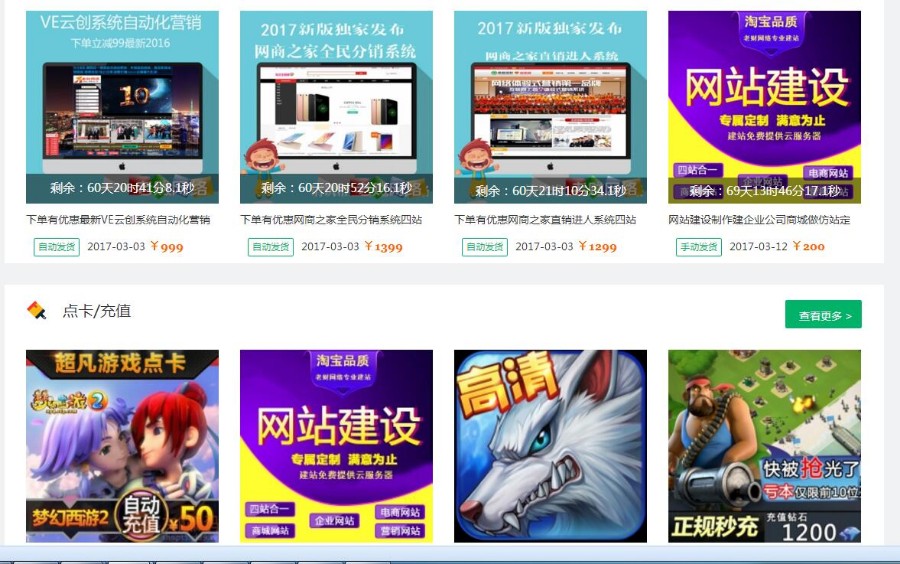 VE云创系统自动化营销
下单立减99最新2016
剩余：60天20时41分8.1秒
下单有优惠最新VE云创系统自动化营销
自动发货 2017-03-03 ￥999
2017新版独家发布
网商之家全民分销系统
剩余：60天20时52分16.1秒
下单有优惠网商之家全民分销系统四站
自动发货 2017-03-03 ￥1399
2017新版独家发布
网商之家直销进人系统
网络体验式营销第一品牌
剩余：60天21时10分34.1秒
下单有优惠网商之家直销进人系统四站
自动发货 2017-03-03 ￥1299
淘宝品质
老财网络专业建站
网站建设
专属定制 满意为止
建站免费提供云服务器
四站合一
电商网站
剩余：69天13时46分17.1秒
网站建设制作建企业公司商城做仿站定
手动发货 2017-03-12 ￥200
点卡/充值
查看更多 >
超凡游戏点卡
梦幻西游2
自动
充值
¥50
淘宝品质
老财网络专业建站
网站建设
专属定制 满意为止
建站免费提供云服务器
四站合一
企业网站
电商网站
商城网站
营销网站
高清
快被抢光了
亏本仅限前10位
正规秒充
充值钻石
1200